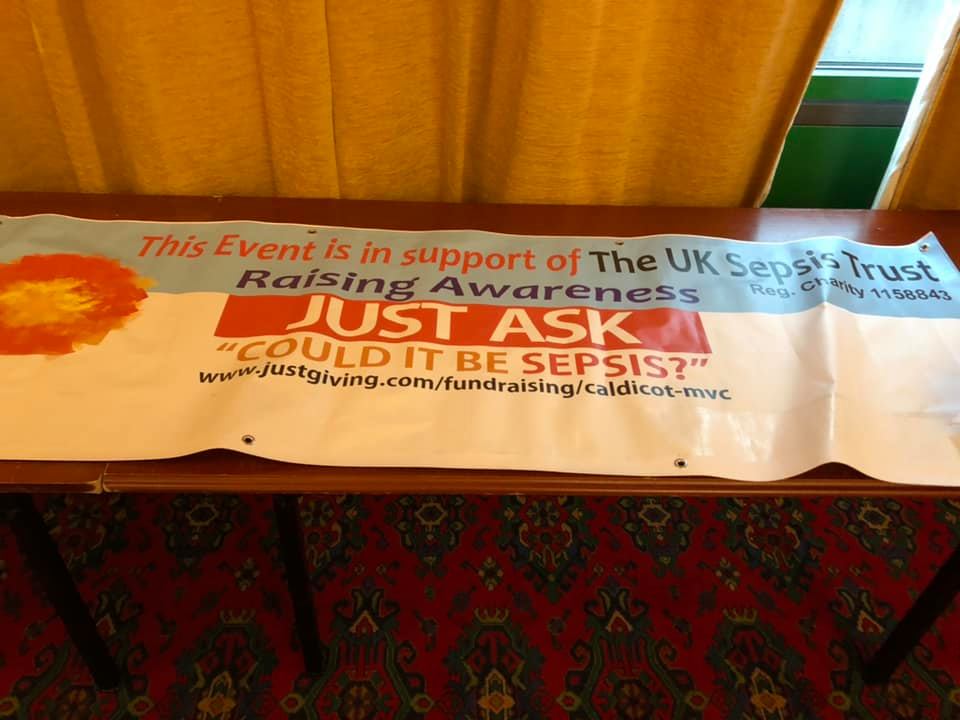 This Event is in support of The UK Sepsis Trust
Reg. Charity 1158843
Raising Awareness
JUST ASK
“COULD IT BE SEPSIS?”
www.justgiving.com/fundraising/caldicot-mvc